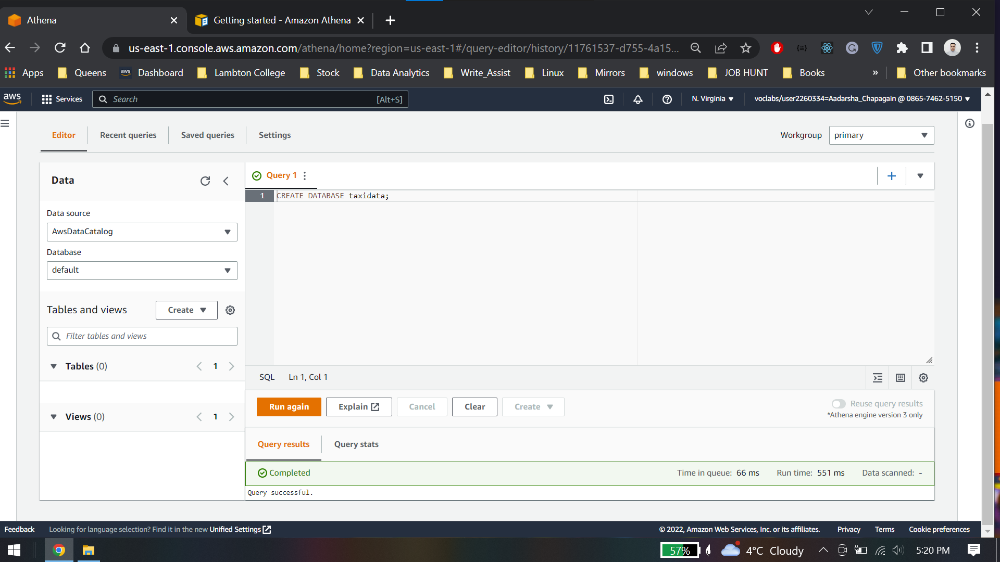 Athena
Getting started - Amazon Athena
us-east-1.console.aws.amazon.com/athena/home?region=us-east-1#/query-editor/history/11761537-d755-4a15...
Apps Queens aws Dashboard Lambton College Stock Data Analytics Write_Assist Linux Mirrors windows JOB HUNT Books » Other bookmarks
aws Services Search [Alt+S] N. Virginia voclabs/user2260334=Aadarsha_Chapagain @ 0865-7462-5150
Editor Recent queries Saved queries Settings Workgroup primary
Data
Data source
AwsDataCatalog
Database
default
Tables and views Create
Filter tables and views
Tables (0) 1
Views (0) 1
Query 1
1 CREATE DATABASE taxidata;
SQL Ln 1, Col 1
Run again Explain Cancel Clear Create Reuse query results
*Athena engine version 3 only
Query results Query stats
Completed Time in queue: 66 ms Run time: 551 ms Data scanned: -
Query successful.
Feedback Looking for language selection? Find it in the new Unified Settings © 2022, Amazon Web Services, Inc. or its affiliates. Privacy Terms Cookie preferences
57% 4°C Cloudy 5:20 PM